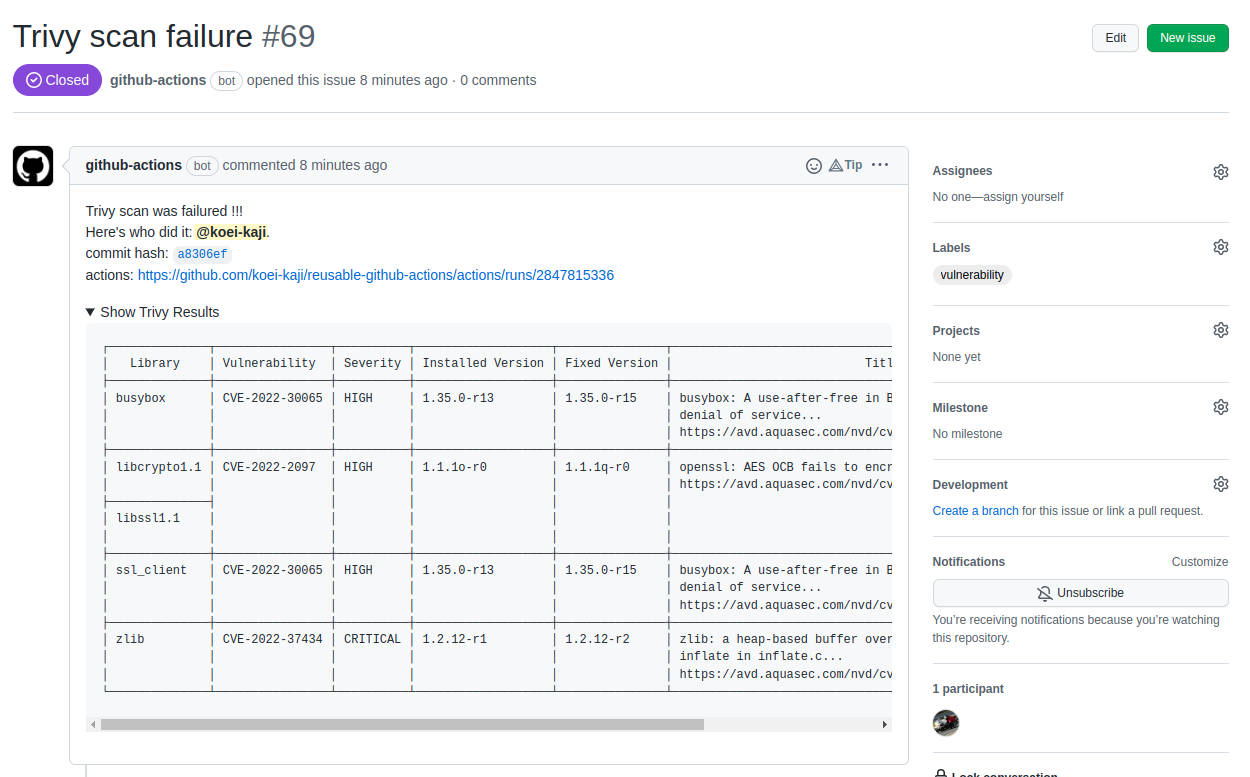 Trivy scan failure #69
Edit
New issue
Closed
github-actions bot opened this issue 8 minutes ago · 0 comments
github-actions bot commented 8 minutes ago
Tip
Trivy scan was failured !!!
Here's who did it: @koei-kaji.
commit hash: a8306ef
actions: https://github.com/koei-kaji/reusable-github-actions/actions/runs/2847815336
▼ Show Trivy Results
Library Vulnerability Severity Installed Version Fixed Version Titl
busybox CVE-2022-30065 HIGH 1.35.0-r13 1.35.0-r15 busybox: A use-after-free in B
denial of service...
https://avd.aquasec.com/nvd/cv
libcrypto1.1 CVE-2022-2097 HIGH 1.1.1o-r0 1.1.1q-r0 openssl: AES OCB fails to encr
https://avd.aquasec.com/nvd/cv
libssl1.1
ssl_client CVE-2022-30065 HIGH 1.35.0-r13 1.35.0-r15 busybox: A use-after-free in B
denial of service...
https://avd.aquasec.com/nvd/cv
zlib CVE-2022-37434 CRITICAL 1.2.12-r1 1.2.12-r2 zlib: a heap-based buffer over
inflate in inflate.c...
https://avd.aquasec.com/nvd/cv
Assignees
No one—assign yourself
Labels
vulnerability
Projects
None yet
Milestone
No milestone
Development
Create a branch for this issue or link a pull request.
Notifications
Customize
Unsubscribe
You're receiving notifications because you're watching
this repository.
1 participant
Lock conversation